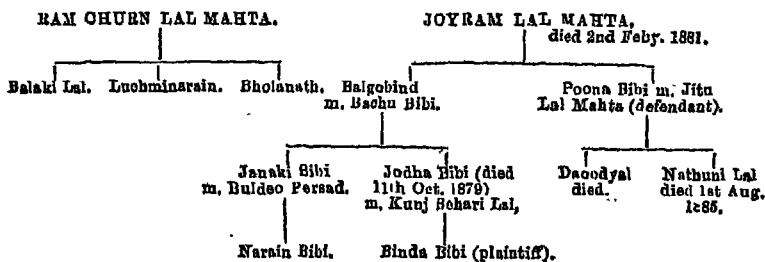 RAM CHURN LAL MAHTA. JOYRAM LAL MAHTA,
died 2nd Feby. 1881.
Balaki Lal. Luchminarain. Bholanath. Balgobind Poona Bibi m. Jitu
m. Bachu Bibi. Lal Mahta (defendant).
Janaki Bibi Jodha Bibi (died Daoodyal Nathuni Lal
m. Buldeo Persad. 11th Oct. 1879) died. died 1st Aug.
m. Kunj Behari Lal, 1885.
Narain Bibi. Binda Bibi (plaintiff).